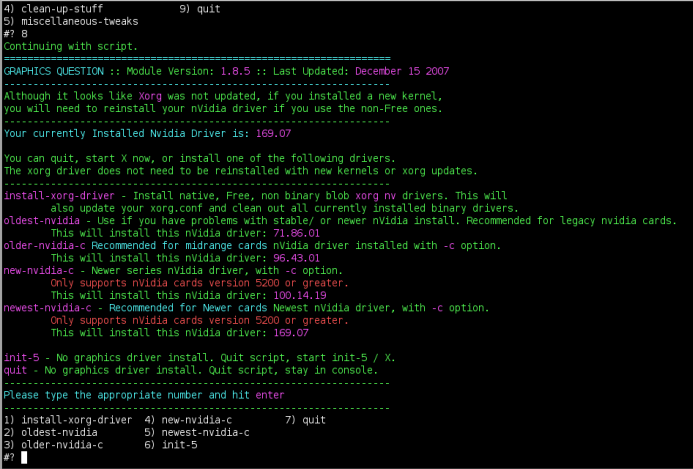 4) clean-up-stuff 9) quit
5) miscellaneous-tweaks
#? 8
Continuing with script.
=================================================================
GRAPHICS QUESTION :: Module Version: 1.8.5 :: Last Updated: December 15 2007
-----------------------------------------------------------------
Although it looks like Xorg was not updated, if you installed a new kernel,
you will need to reinstall your nVidia driver if you use the non-Free ones.
-----------------------------------------------------------------
Your currently Installed Nvidia Driver is: 169.07

You can quit, start X now, or install one of the following drivers.
The xorg driver does not need to be reinstalled with new kernels or xorg updates.
-----------------------------------------------------------------
install-xorg-driver - Install native, Free, non binary blob xorg nv drivers. This will
also update your xorg.conf and clean out all currently installed binary drivers.
oldest-nvidia - Use if you have problems with stable/ or newer nVidia install. Recommended for legacy nvidia cards.
This will install this nVidia driver: 71.86.01
older-nvidia-c Recommended for midrange cards nVidia driver installed with -c option.
This will install this nVidia driver: 96.43.01
new-nvidia-c - Newer series nVidia driver, with -c option.
Only supports nVidia cards version 5200 or greater.
This will install this nVidia driver: 100.14.19
newest-nvidia-c - Recommended for Newer cards Newest nVidia driver, with -c option.
Only supports nVidia cards version 5200 or greater.
This will install this nVidia driver: 169.07

init-5 - No graphics driver install. Quit script, start init-5 / X.
quit - No graphics driver install. Quit script, stay in console.
-----------------------------------------------------------------
Please type the appropriate number and hit enter
-----------------------------------------------------------------
1) install-xorg-driver 4) new-nvidia-c 7) quit
2) oldest-nvidia 5) newest-nvidia-c
3) older-nvidia-c 6) init-5
#?